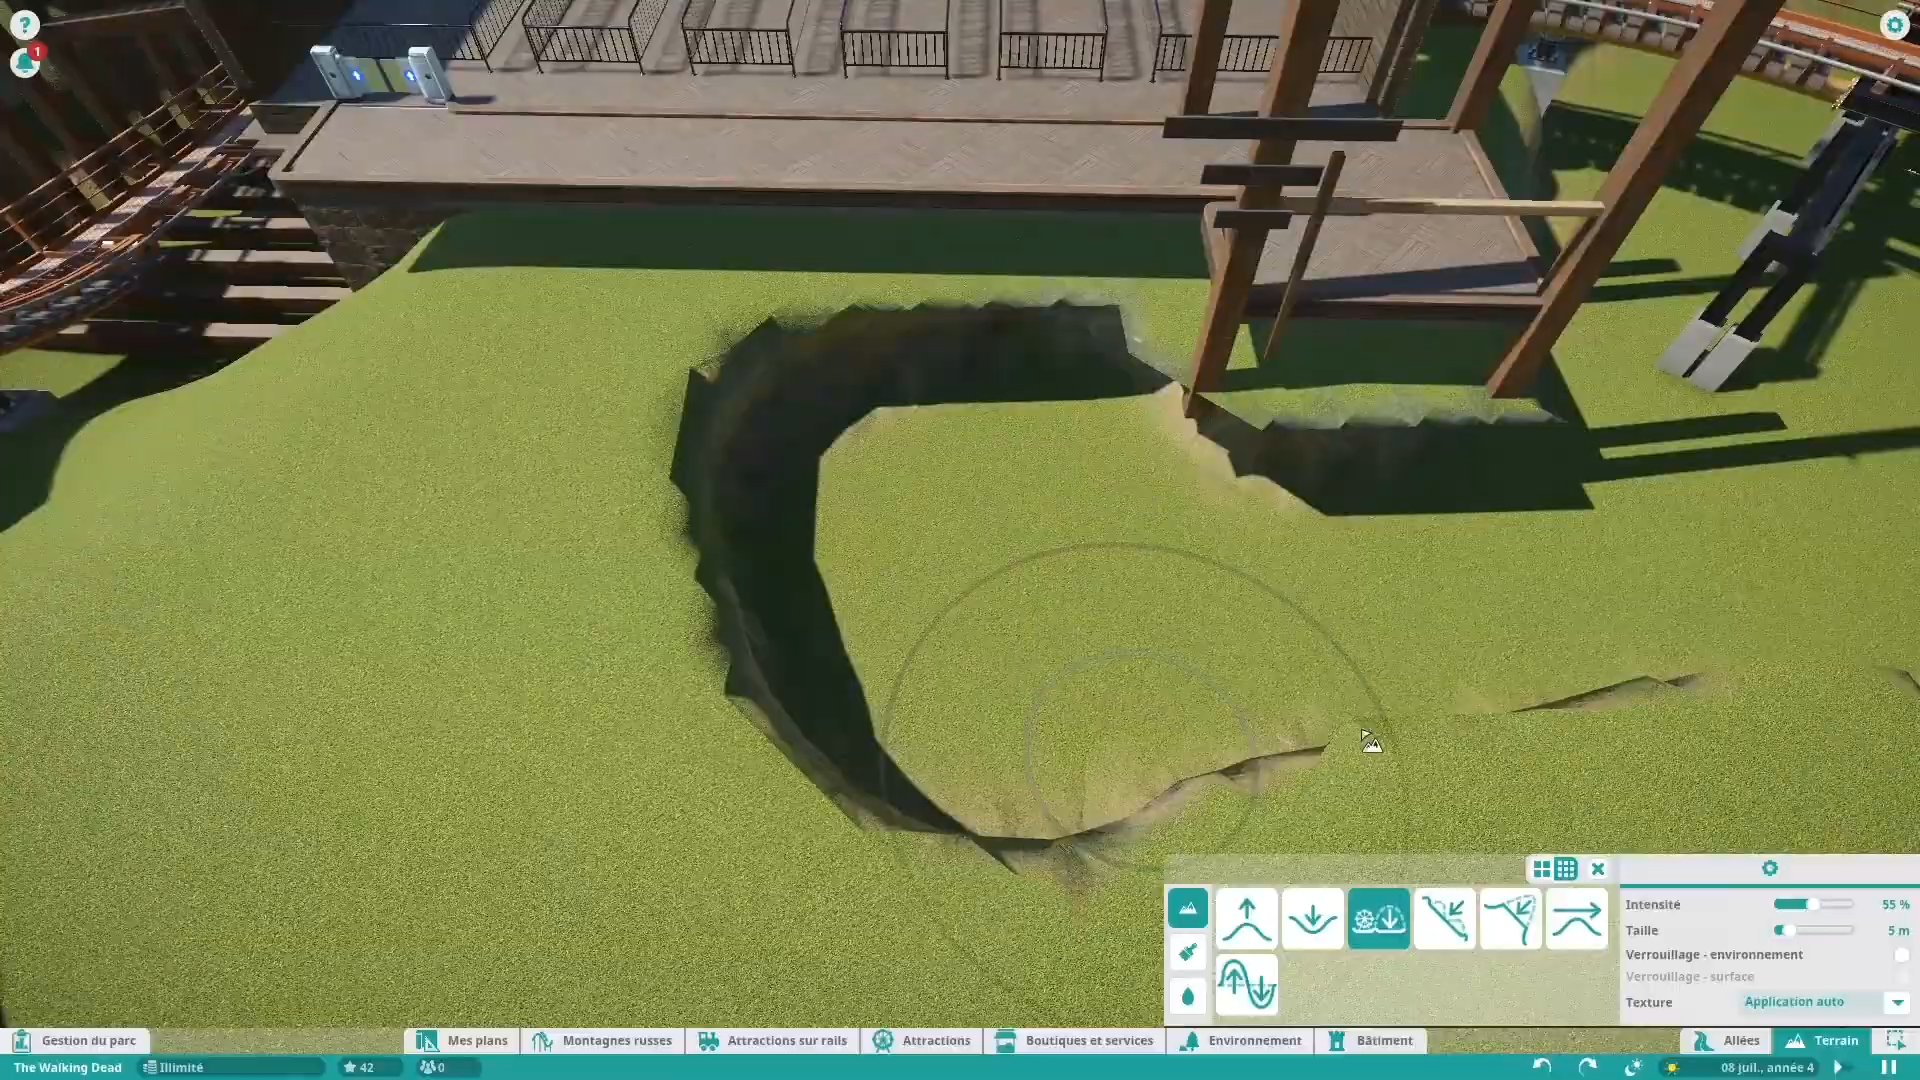 ?
1
Intensité 55 %
Taille 5 m
Verrouillage - environnement
Verrouillage - surface
Texture Application auto
Gestion du parc Mes plans Montagnes russes Attractions sur rails Attractions Boutiques et services Environnement Bâtiment Allées Terrain
The Walking Dead Illimité 42 0 08 juil., année 4